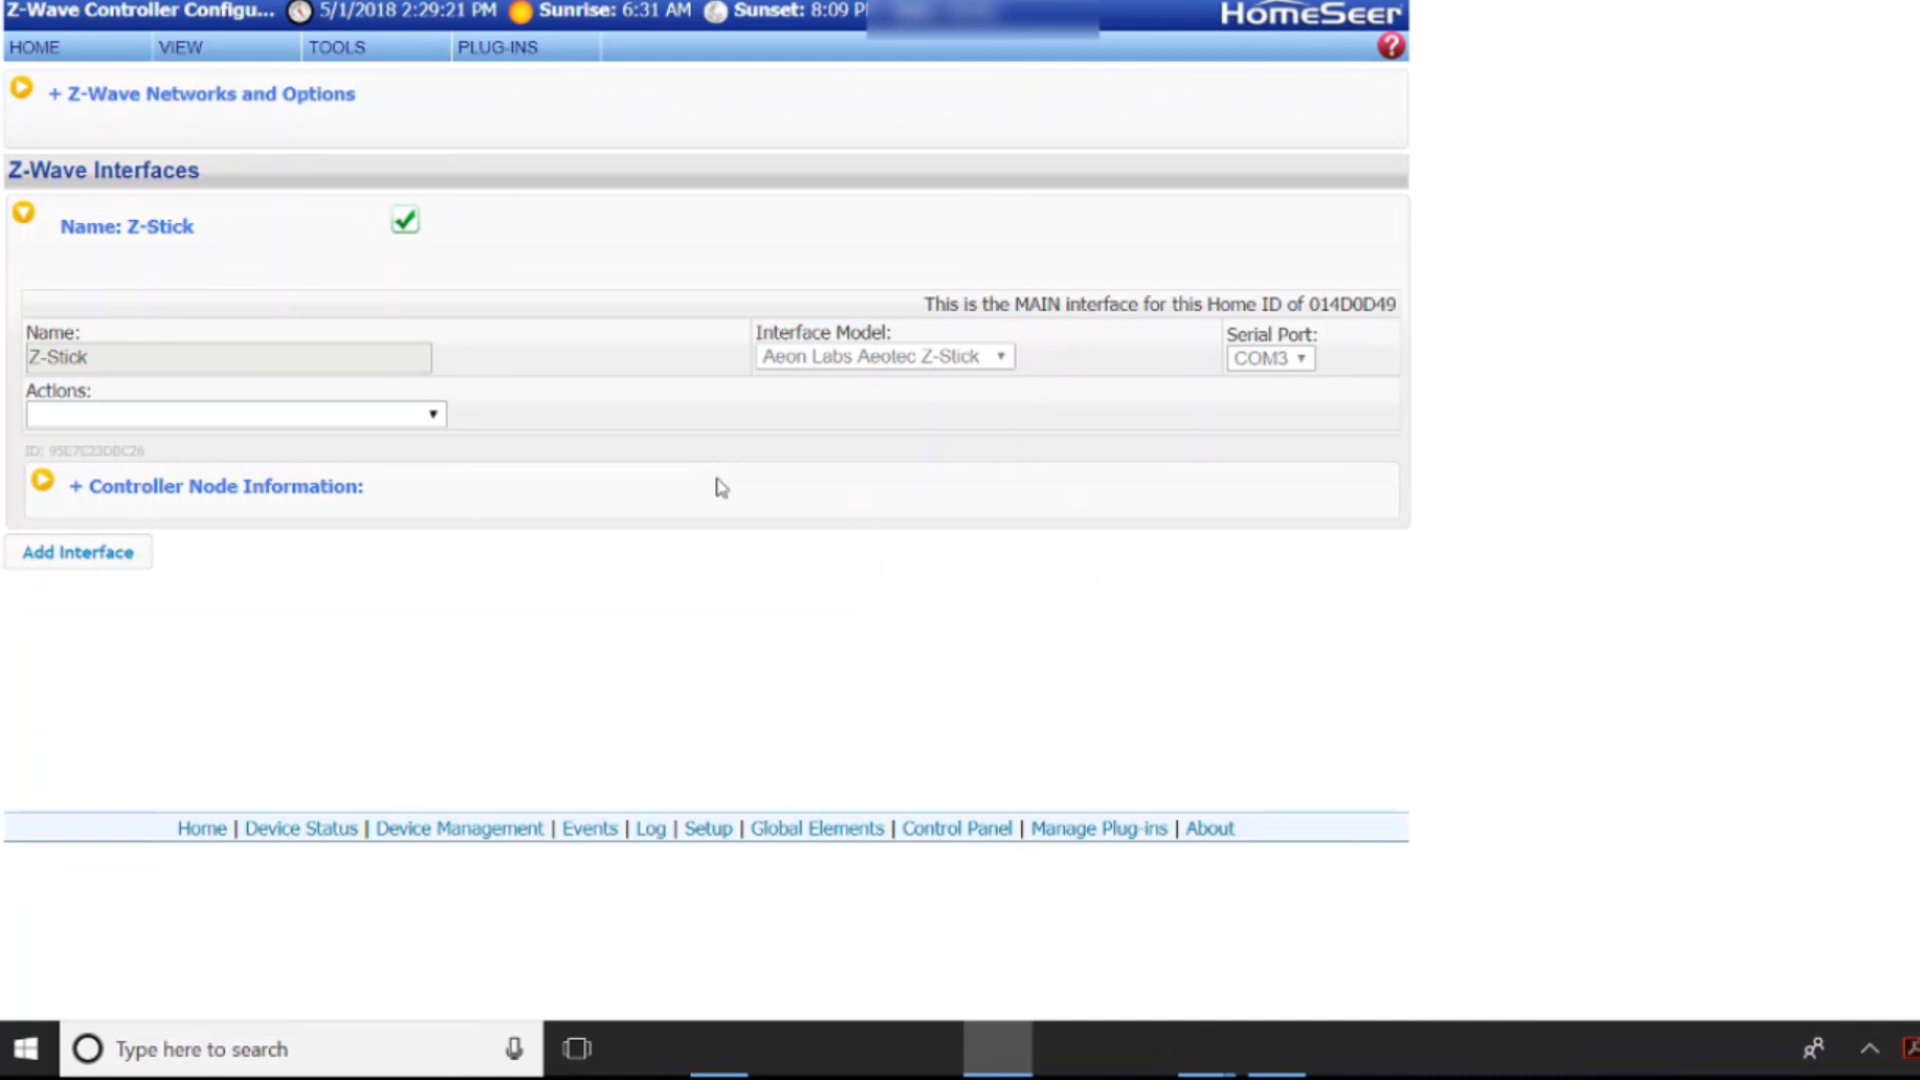 Z-Wave Controller Configu... 5/1/2018 2:29:21 PM Sunrise: 6:31 AM Sunset: 8:09 P HomeSeer
HOME VIEW TOOLS PLUG-INS ?
+ Z-Wave Networks and Options
Z-Wave Interfaces
Name: Z-Stick
This is the MAIN interface for this Home ID of 014D0D49
Name: Interface Model: Serial Port:
Z-Stick Aeon Labs Aeotec Z-Stick COM3
Actions:
ID: 95E7E23DBC26
+ Controller Node Information:
Add Interface
Home | Device Status | Device Management | Events | Log | Setup | Global Elements | Control Panel | Manage Plug-ins | About
Type here to search